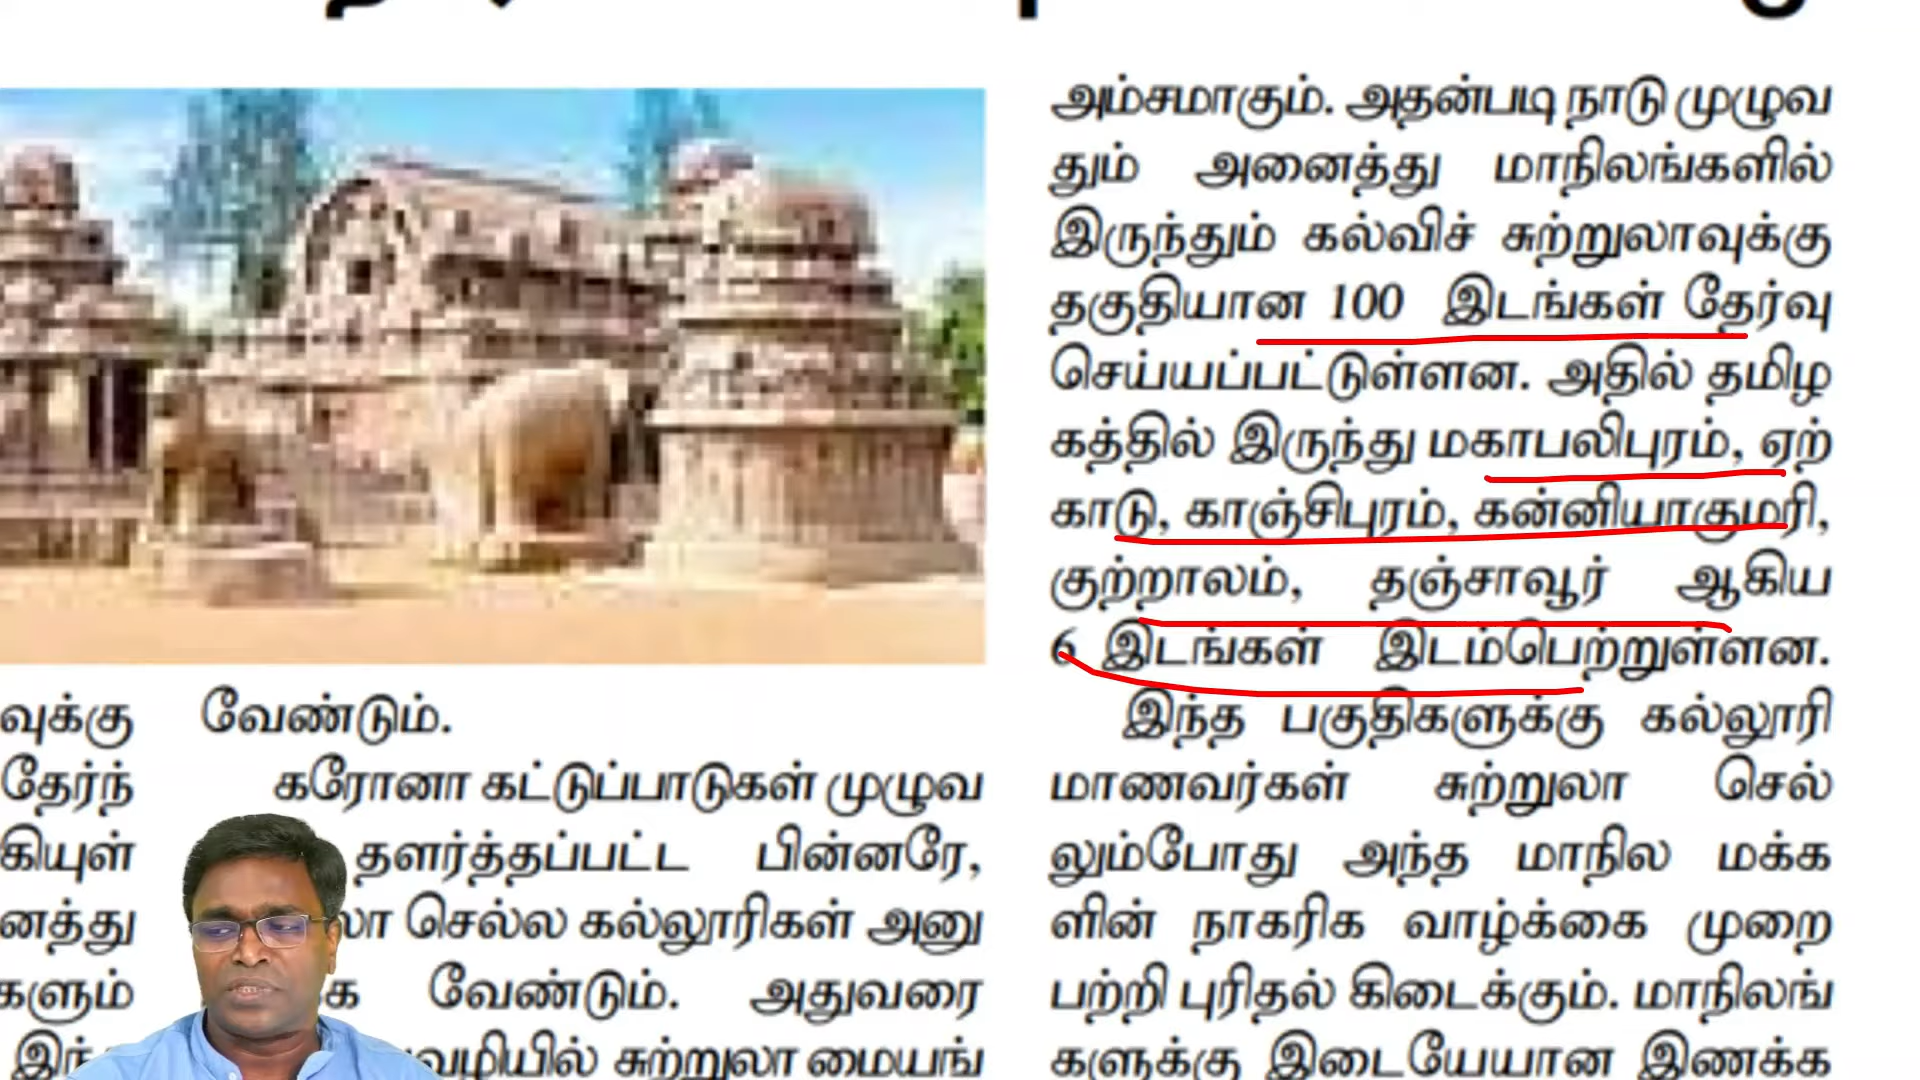 வுக்கு வேண்டும்.
தேர்ந் கரோனா கட்டுப்பாடுகள் முழுவ
கியுள் தளர்த்தப்பட்ட பின்னரே,
னத்து லா செல்ல கல்லூரிகள் அனு
களும் க வேண்டும். அதுவரை
வழியில் சுற்றுலா மையங்
அம்சமாகும். அதன்படி நாடு முழுவ
தும் அனைத்து மாநிலங்களில்
இருந்தும் கல்விச் சுற்றுலாவுக்கு
தகுதியான 100 இடங்கள் தேர்வு
செய்யப்பட்டுள்ளன. அதில் தமிழ
கத்தில் இருந்து மகாபலிபுரம், ஏற்
காடு, காஞ்சிபுரம், கன்னியாகுமரி,
குற்றாலம், தஞ்சாவூர் ஆகிய
6 இடங்கள் இடம்பெற்றுள்ளன.
இந்த பகுதிகளுக்கு கல்லூரி
மாணவர்கள் சுற்றுலா செல்
லும்போது அந்த மாநில மக்க
ளின் நாகரிக வாழ்க்கை முறை
பற்றி புரிதல் கிடைக்கும். மாநிலங்
களுக்கு இடையேயான இணக்க